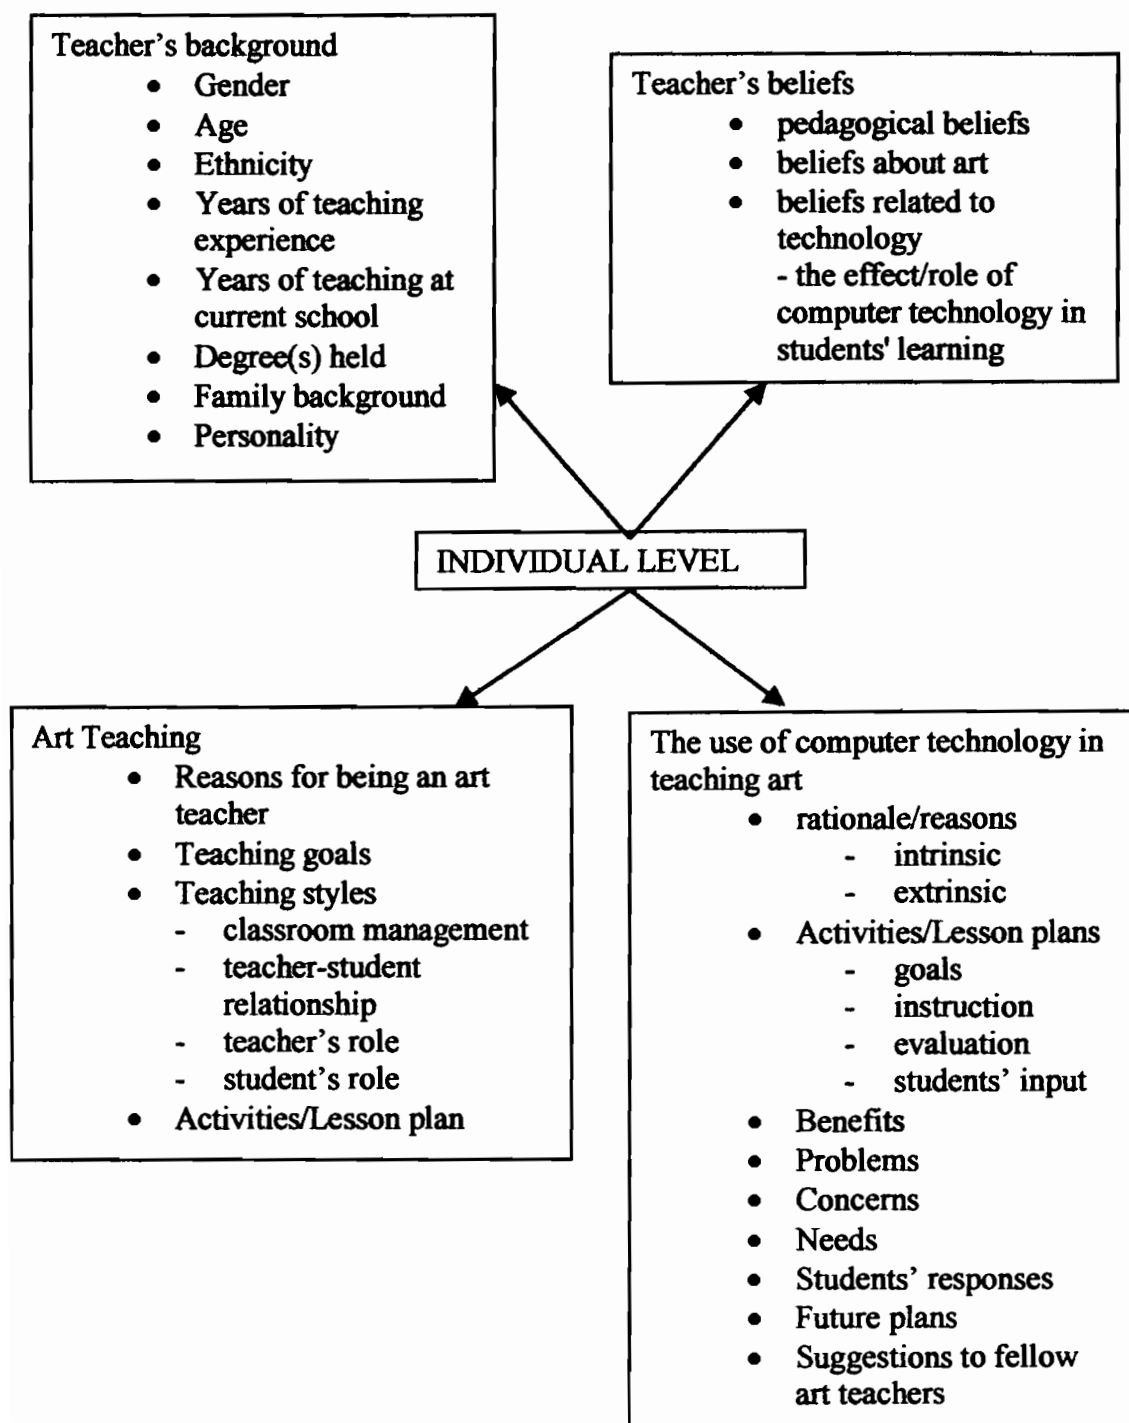 Teacher's background
• Gender
• Age
• Ethnicity
• Years of teaching
experience
• Years of teaching at
current school
• Degree(s) held
• Family background
• Personality
Teacher's beliefs
• pedagogical beliefs
• beliefs about art
• beliefs related to
technology
- the effect/role of
computer technology in
students' learning
INDIVIDUAL LEVEL
Art Teaching
• Reasons for being an art
teacher
• Teaching goals
• Teaching styles
- classroom management
- teacher-student
relationship
- teacher's role
- student's role
• Activities/Lesson plan
The use of computer technology in
teaching art
• rationale/reasons
- intrinsic
- extrinsic
• Activities/Lesson plans
- goals
- instruction
- evaluation
- students' input
• Benefits
• Problems
• Concerns
• Needs
• Students' responses
• Future plans
• Suggestions to fellow
art teachers